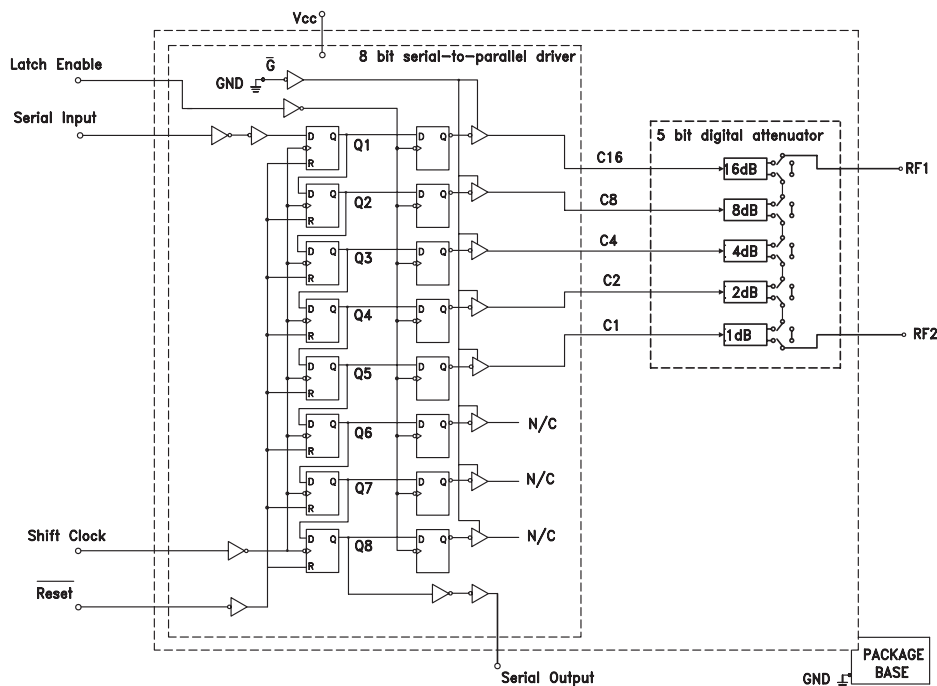 Vcc
8 bit serial-to-parallel driver
Latch Enable
G̅
GND
Serial Input
D Q
R
Q1
D Q
C16
5 bit digital attenuator
16dB
RF1
D Q
R
Q2
D Q
C8
8dB
D Q
R
Q3
D Q
C4
4dB
D Q
R
Q4
D Q
C2
2dB
D Q
R
Q5
D Q
C1
1dB
RF2
D Q
R
Q6
D Q
N/C
D Q
R
Q7
D Q
N/C
Shift Clock
D Q
R
Q8
D Q
N/C
R̅e̅s̅e̅t̅
Serial Output
PACKAGE
BASE
GND